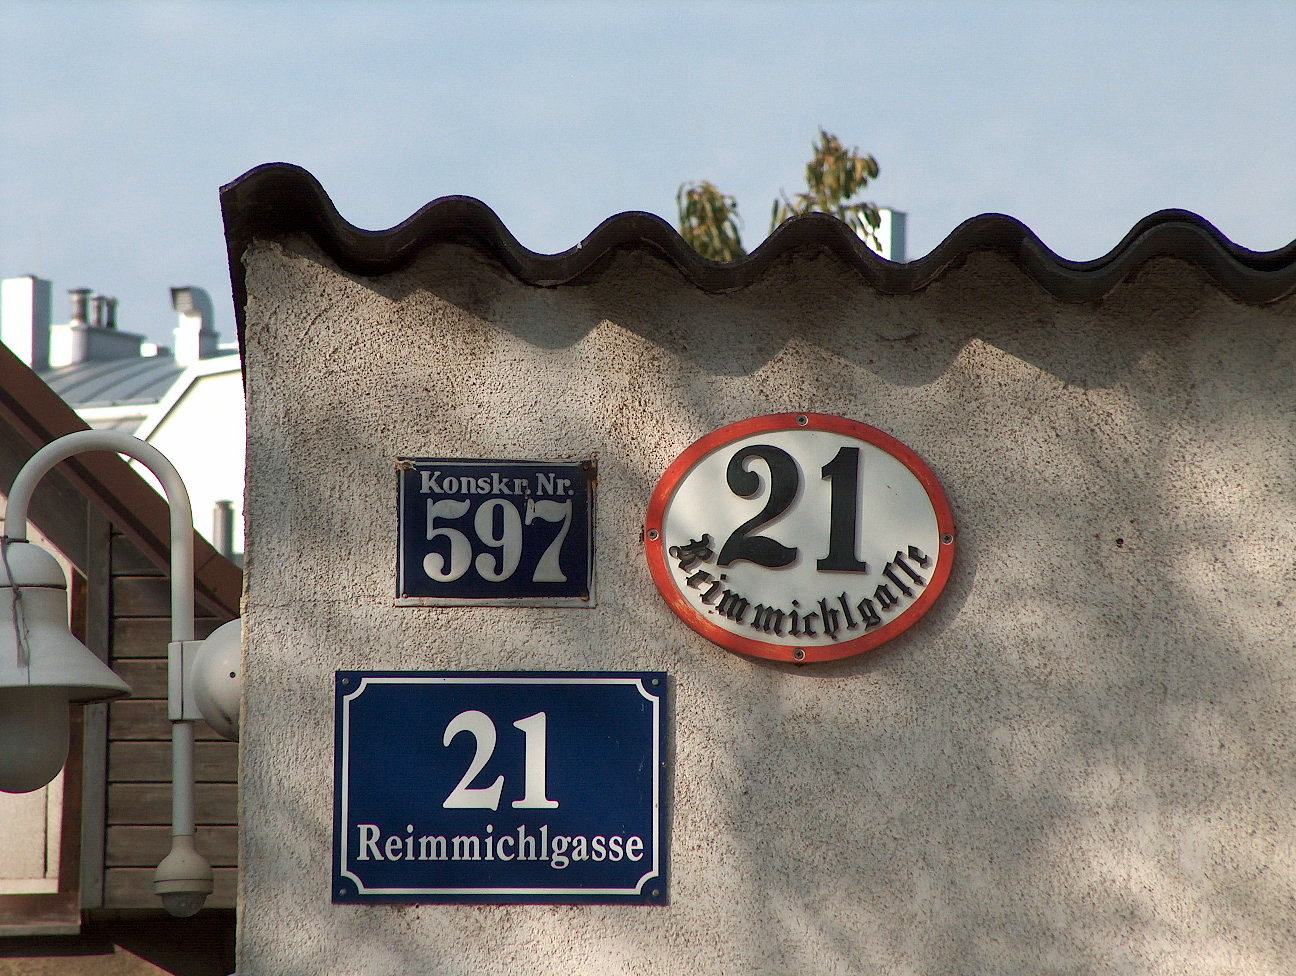 Konskr. Nr.
597
21
Reimmichlgasse
21
Reimmichlgasse